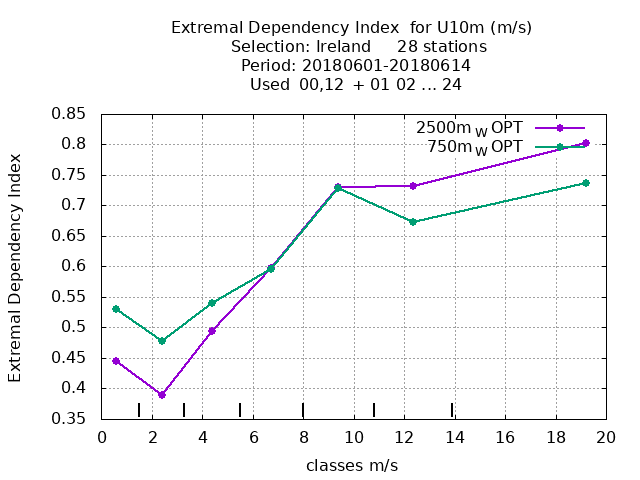 Extremal Dependency Index  for U10m (m/s)
Selection: Ireland     28 stations
Period: 20180601-20180614
Used  00,12  + 01 02 ... 24
0.85
0.8
0.75
0.7
0.65
0.6
0.55
0.5
0.45
0.4
0.35
Extremal Dependency Index
2500m W OPT
750m W OPT
0 2 4 6 8 10 12 14 16 18 20
classes m/s